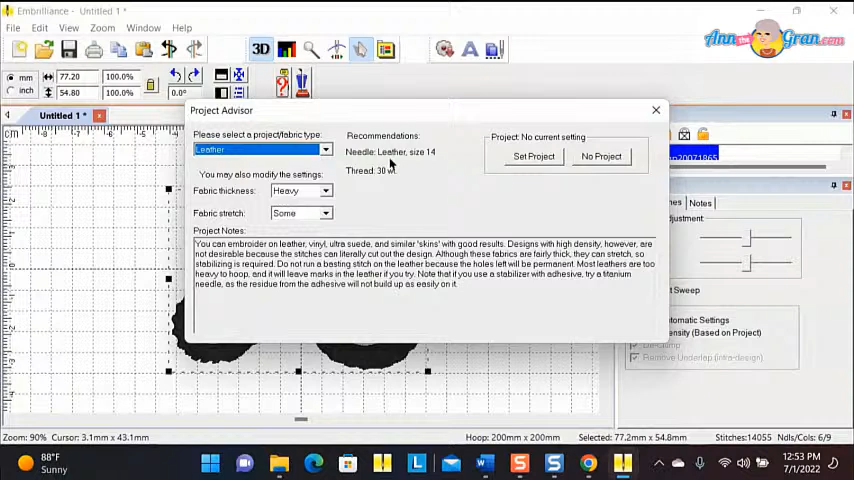 Embrilliance
File Edit View Zoom Window Help
3D
Ann the Gran.com
mm
inch
77.20
54.80
100.0%
100.0%
0.0°
Untitled 1 *
cm
Project Advisor
Please select a project/fabric type:
Leather
You may also modify the settings:
Fabric thickness: Heavy
Fabric stretch: Some
Recommendations:
Needle: Leather, size 14
Thread: 30 wt.
Project: No current setting
Set Project No Project
Project Notes:
You can embroider on leather, vinyl, ultra suede, and similar 'skins' with good results. Designs with high density, however, are
not desirable because the stitches can literally cut out the design. Although these fabrics are fairly thick, they can stretch, so
stabilizing is required. Do not run a basting stitch on the leather because the holes left will be permanent. Most leathers are too
heavy to hoop, and it will leave marks in the leather if you try. Note that if you use a stabilizer with adhesive, try a titanium
needle, as the residue from the adhesive will not build up as easily on it.
Notes
Remove Underlap (intra-design)
Zoom: 90% Cursor: 3.1mm x 43.1mm Hoop: 200mm x 200mm Selected: 77.2mm x 54.8mm Stitches:14055 Ndls/Cols: 6/9
88°F
Sunny
12:53 PM
7/1/2022